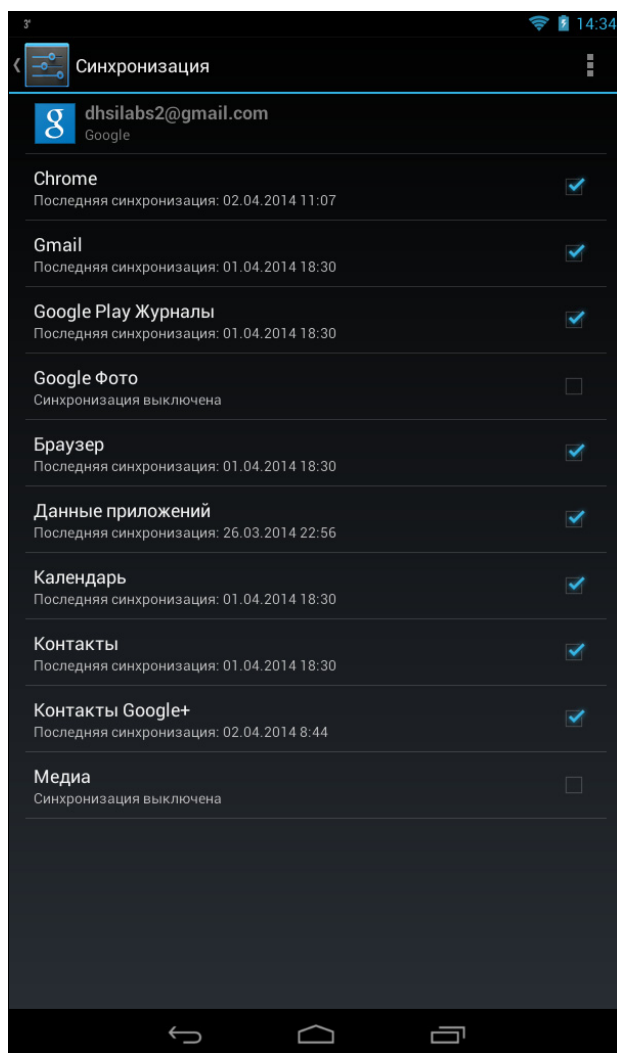 3°
14:34
Синхронизация
dhsilabs2@gmail.com
Google
Chrome
Последняя синхронизация: 02.04.2014 11:07
Gmail
Последняя синхронизация: 01.04.2014 18:30
Google Play Журналы
Последняя синхронизация: 01.04.2014 18:30
Google Фото
Синхронизация выключена
Браузер
Последняя синхронизация: 01.04.2014 18:30
Данные приложений
Последняя синхронизация: 26.03.2014 22:56
Календарь
Последняя синхронизация: 01.04.2014 18:30
Контакты
Последняя синхронизация: 01.04.2014 18:30
Контакты Google+
Последняя синхронизация: 02.04.2014 8:44
Медиа
Синхронизация выключена